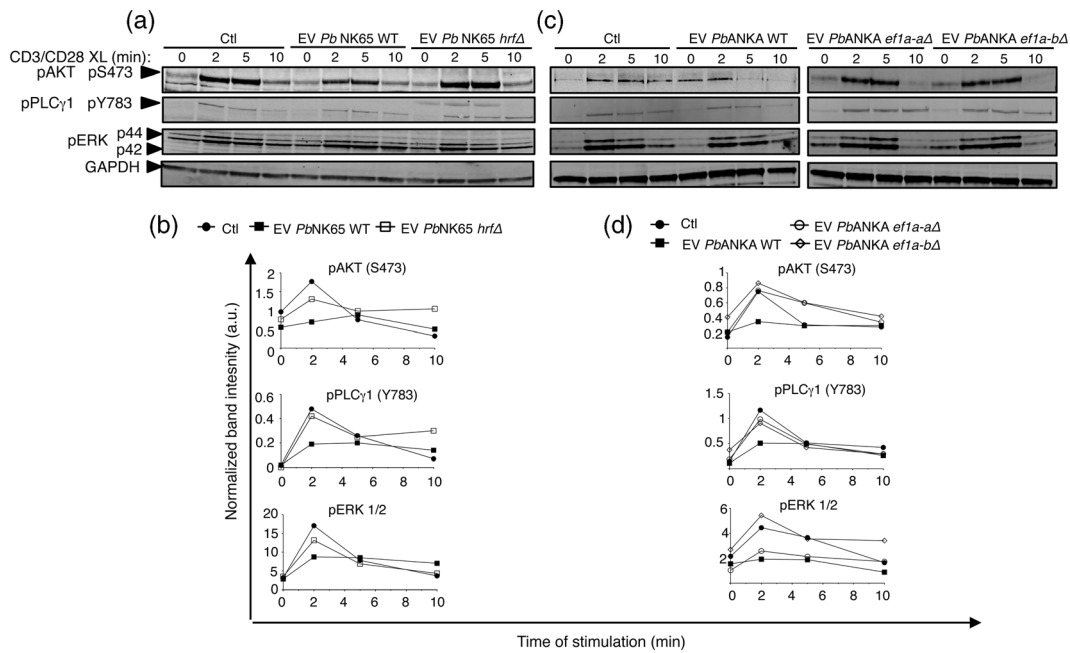 (a)
Ctl EV Pb NK65 WT EV Pb NK65 hrfΔ
CD3/CD28 XL (min): 0 2 5 10 0 2 5 10 0 2 5 10
pAKT pS473
pPLCγ1 pY783
pERK p44
p42
GAPDH
(c)
Ctl EV PbANKA WT EV PbANKA ef1a-aΔ EV PbANKA ef1a-bΔ
0 2 5 10 0 2 5 10 0 2 5 10 0 2 5 10
(b)
Ctl EV PbNK65 WT EV PbNK65 hrfΔ
Normalized band intesnity (a.u.)
pAKT (S473)
2
1.5
1
0.5
0
0 2 4 6 8 10
pPLCγ1 (Y783)
0.6
0.4
0.2
0
0 2 4 6 8 10
pERK 1/2
20
15
10
5
0
0 2 4 6 8 10
(d)
Ctl EV PbANKA ef1a-aΔ
EV PbANKA WT EV PbANKA ef1a-bΔ
pAKT (S473)
1
0.8
0.6
0.4
0.2
0 2 4 6 8 10
pPLCγ1 (Y783)
1.5
1
0.5
0 2 4 6 8 10
pERK 1/2
6
4
2
0 2 4 6 8 10
Time of stimulation (min)